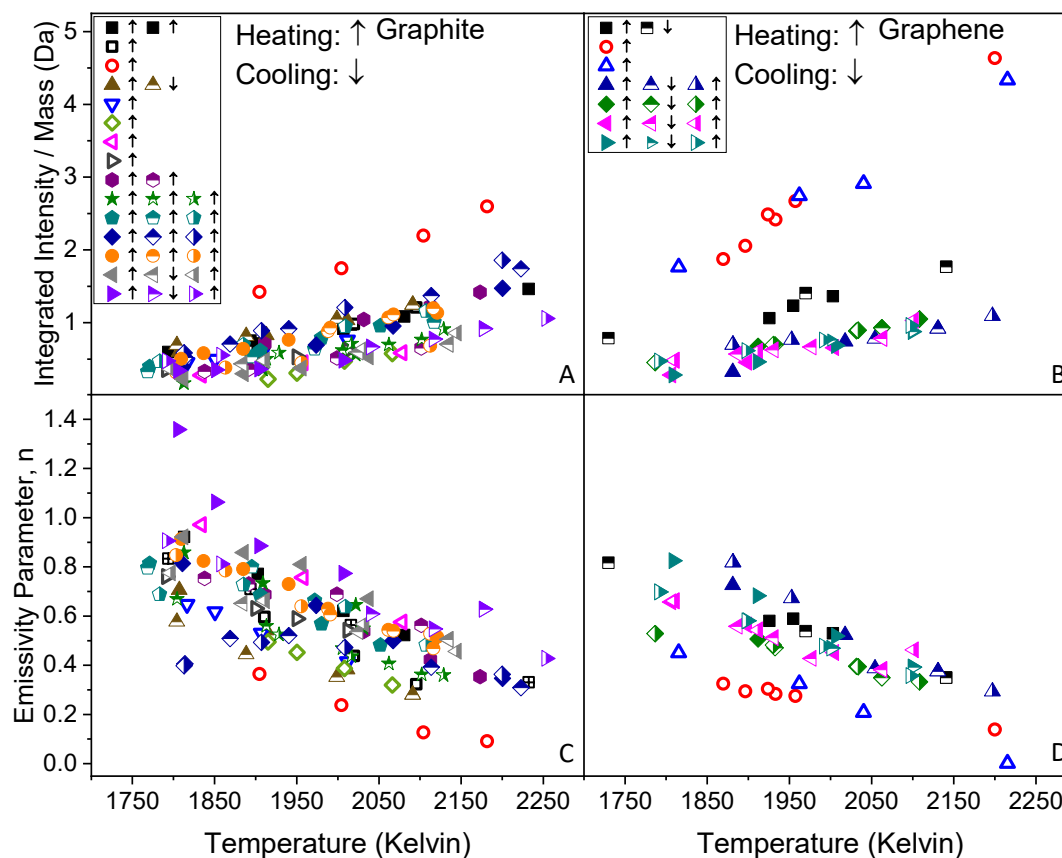 Heating: ↑ Graphite
Cooling: ↓
↑ ↑
↑
↑
↑ ↓
↑
↑
↑
↑
↑ ↑
↑ ↑ ↑
↑ ↑ ↑
↑ ↑ ↑
↑ ↑ ↑
↑ ↓ ↑
↑ ↓ ↑
Heating: ↑ Graphene
Cooling: ↓
↑ ↓
↑
↑
↑ ↓ ↑
↑ ↓ ↑
↑ ↓ ↑
↑ ↓ ↑
Integrated Intensity / Mass (Da)
5
4
3
2
1
A
B
Emissivity Parameter, n
1.4
1.2
1.0
0.8
0.6
0.4
0.2
0.0
C
D
1750 1850 1950 2050 2150 2250
1750 1850 1950 2050 2150 2250
Temperature (Kelvin)
Temperature (Kelvin)